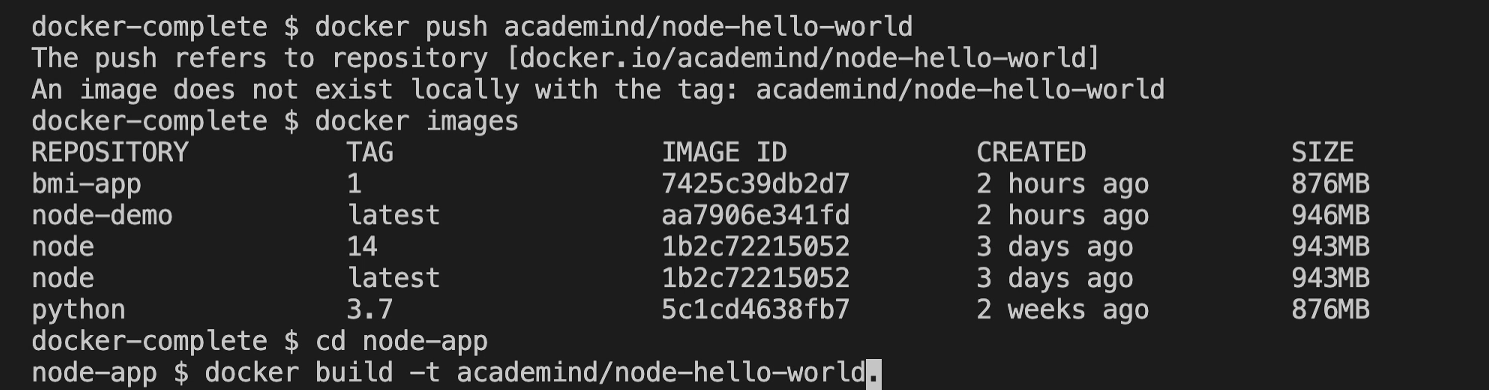 docker-complete $ docker push academind/node-hello-world
The push refers to repository [docker.io/academind/node-hello-world]
An image does not exist locally with the tag: academind/node-hello-world
docker-complete $ docker images
REPOSITORY TAG IMAGE ID CREATED SIZE
bmi-app 1 7425c39db2d7 2 hours ago 876MB
node-demo latest aa7906e341fd 2 hours ago 946MB
node 14 1b2c72215052 3 days ago 943MB
node latest 1b2c72215052 3 days ago 943MB
python 3.7 5c1cd4638fb7 2 weeks ago 876MB
docker-complete $ cd node-app
node-app $ docker build -t academind/node-hello-world.